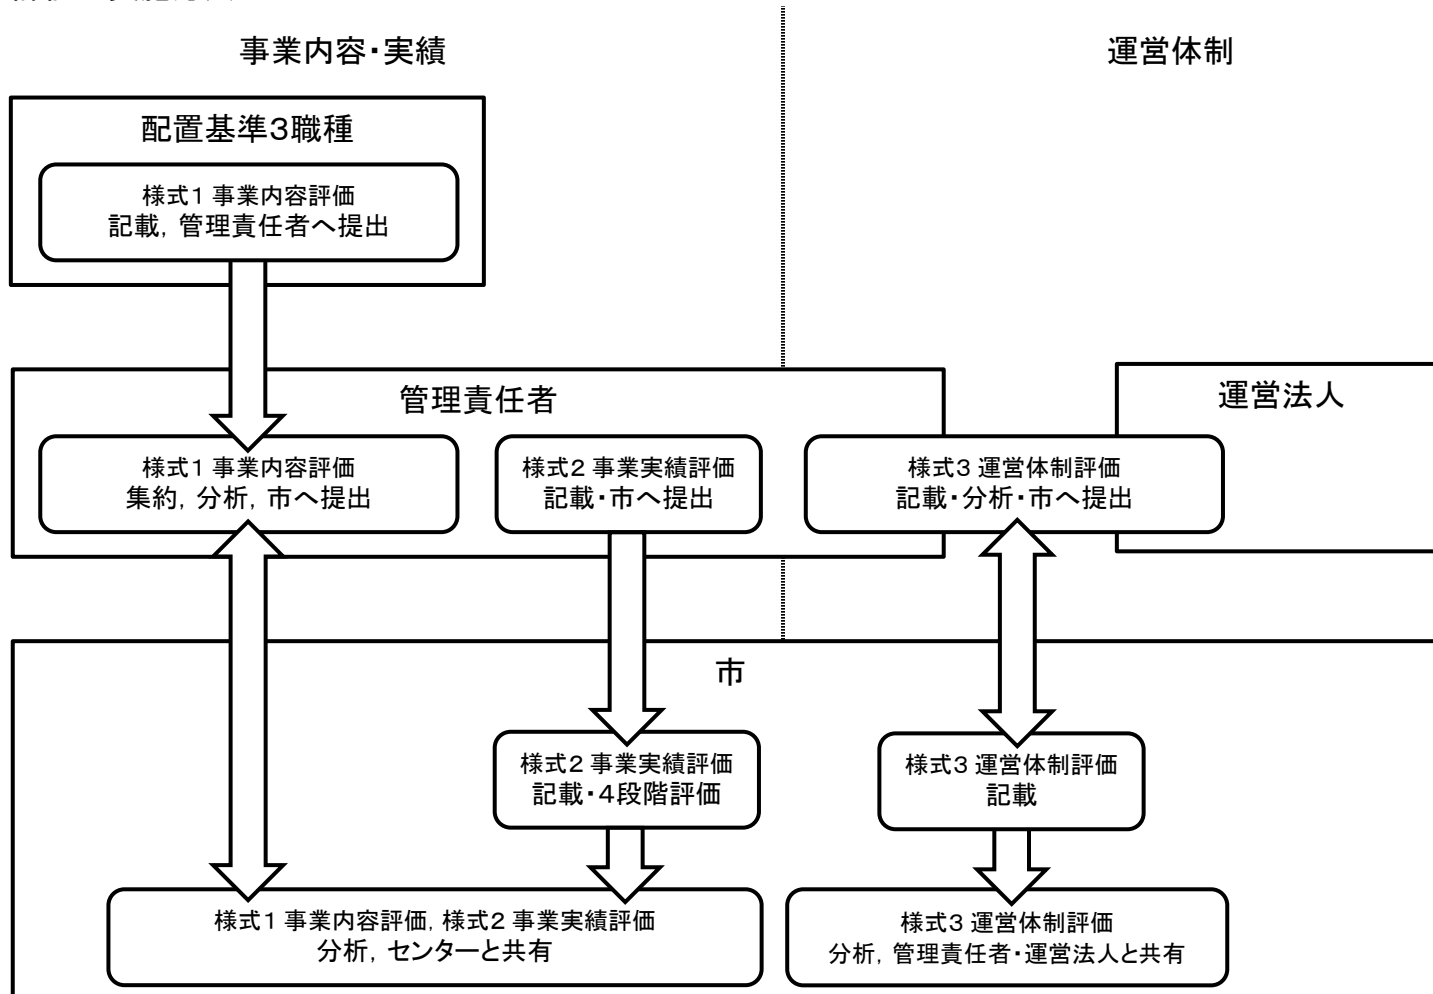 事業内容・実績
運営体制
配置基準3職種
様式1 事業内容評価
記載, 管理責任者へ提出
管理責任者
運営法人
様式1 事業内容評価
集約, 分析, 市へ提出
様式2 事業実績評価
記載・市へ提出
様式3 運営体制評価
記載・分析・市へ提出
市
様式2 事業実績評価
記載・4段階評価
様式3 運営体制評価
記載
様式1 事業内容評価, 様式2 事業実績評価
分析, センターと共有
様式3 運営体制評価
分析, 管理責任者・運営法人と共有